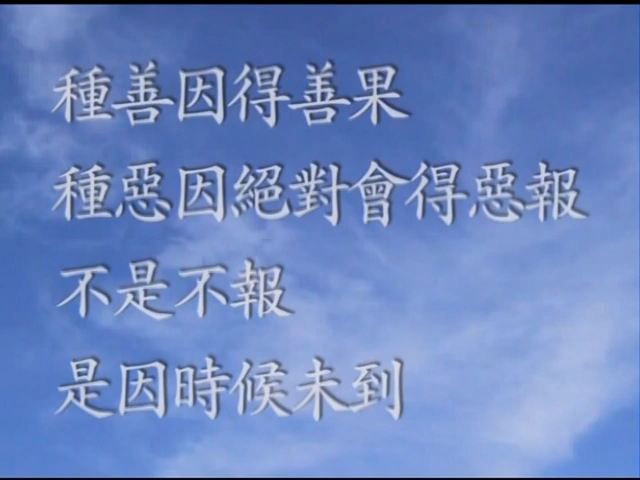 種善因得善果
種惡因絕對會得惡報
不是不報
是因時候未到